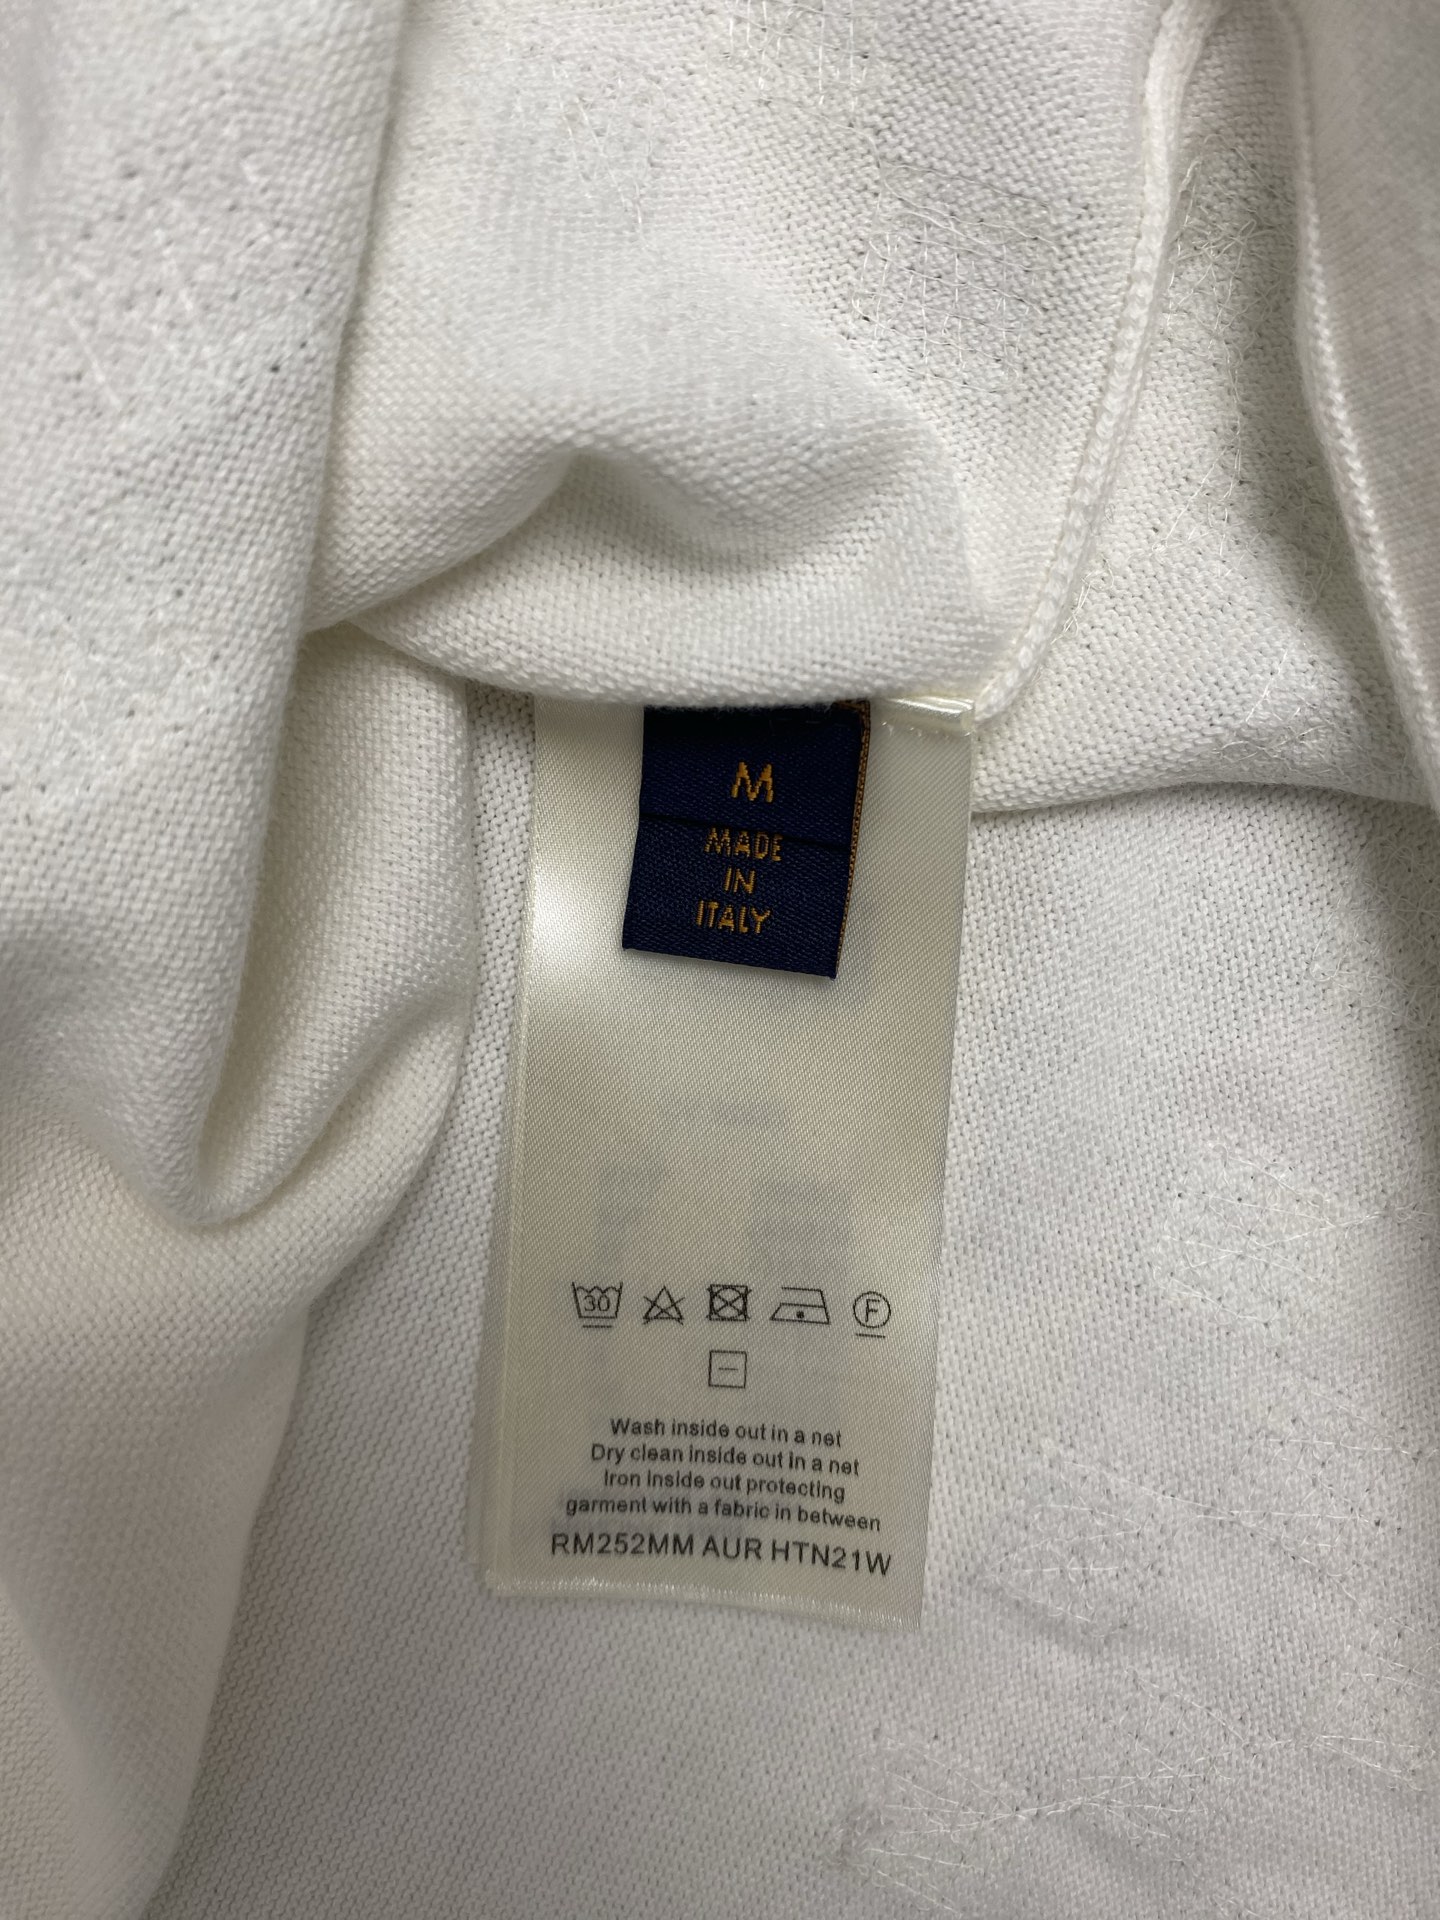 M
MADE
IN
ITALY
30
F
Wash inside out in a net
Dry clean inside out in a net
Iron inside out protecting
garment with a fabric in between
RM252MM AUR HTN21W